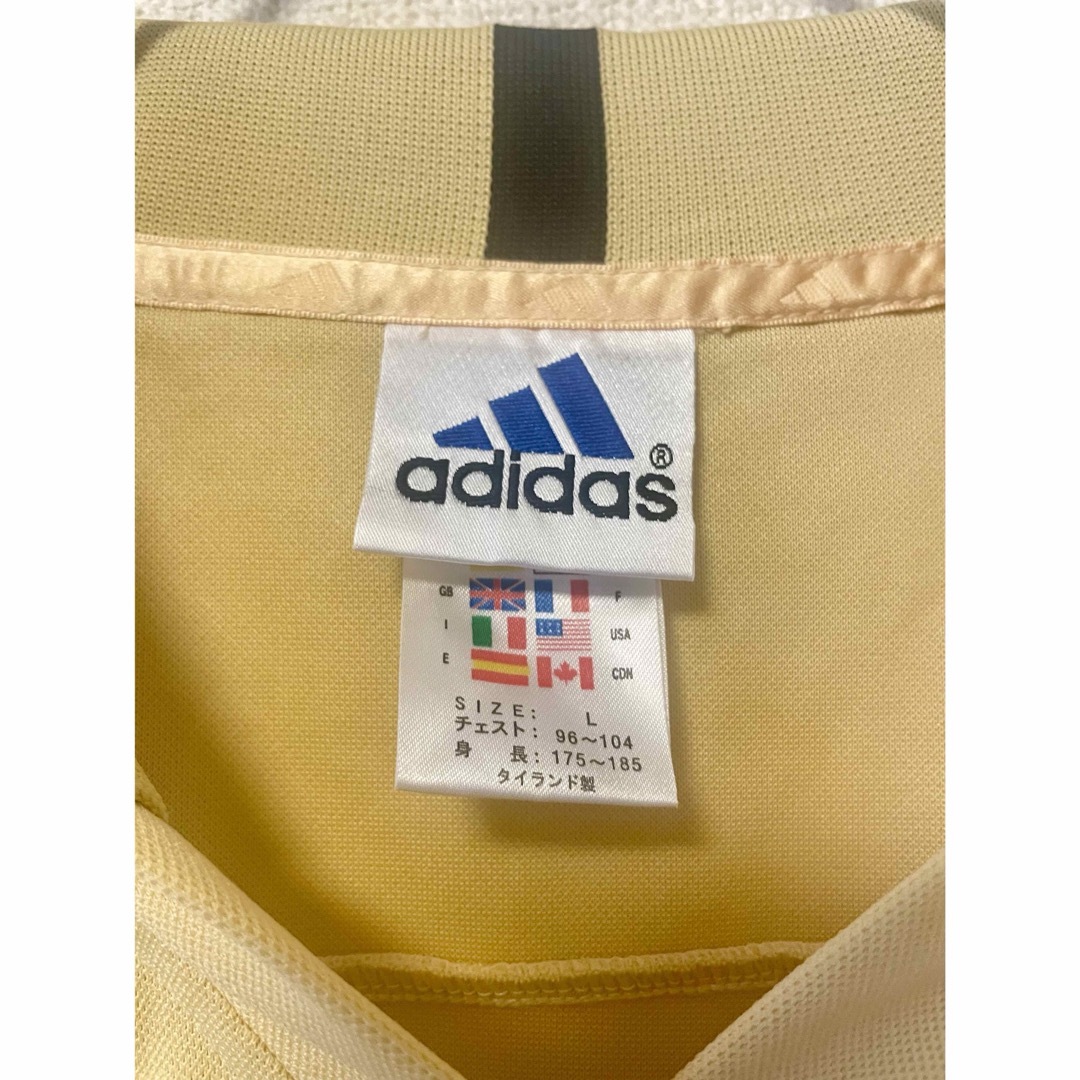 adidas®
GB F
I USA
E CDN
SIZE: L
チェスト: 96〜104
身 長: 175〜185
タイランド製